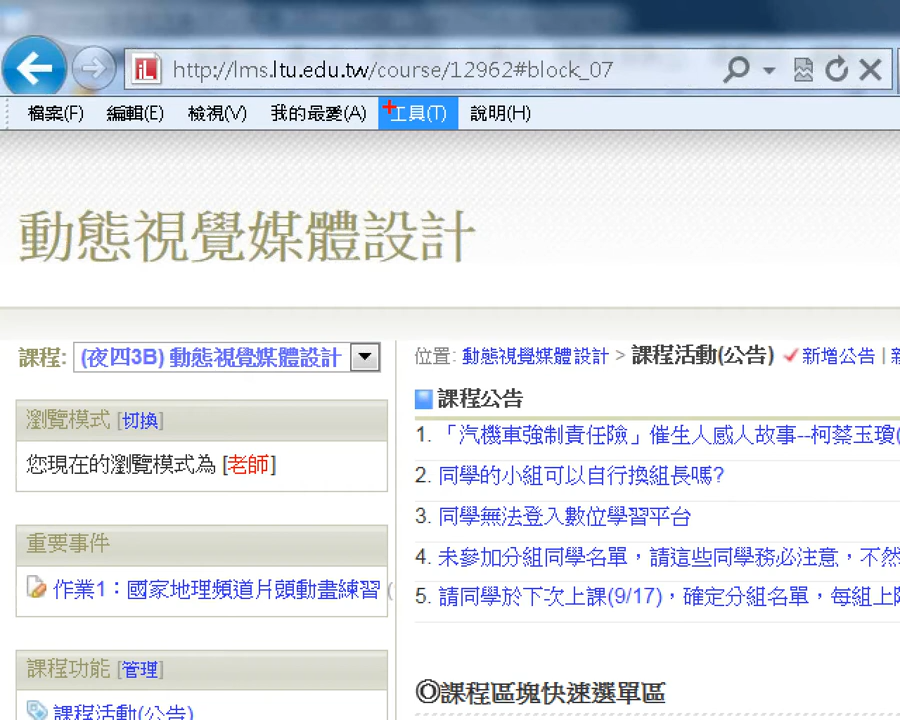 http://lms.ltu.edu.tw/course/12962#block_07
檔案(F) 編輯(E) 檢視(V) 我的最愛(A) 工具(T) 說明(H)
動態視覺媒體設計
課程: (夜四3B) 動態視覺媒體設計
位置: 動態視覺媒體設計 > 課程活動(公告) 新增公告 |
瀏覽模式 [切換]
您現在的瀏覽模式為 [老師]
重要事件
作業1：國家地理頻道片頭動畫練習 (
課程功能 [管理]
課程活動(公告)
課程公告
1. 「汽機車強制責任險」催生人感人故事--柯蔡玉瓊(
2. 同學的小組可以自行換組長嗎?
3. 同學無法登入數位學習平台
4. 未參加分組同學名單，請這些同學務必注意，不然
5. 請同學於下次上課(9/17)，確定分組名單，每組上限
◎課程區塊快速選單區